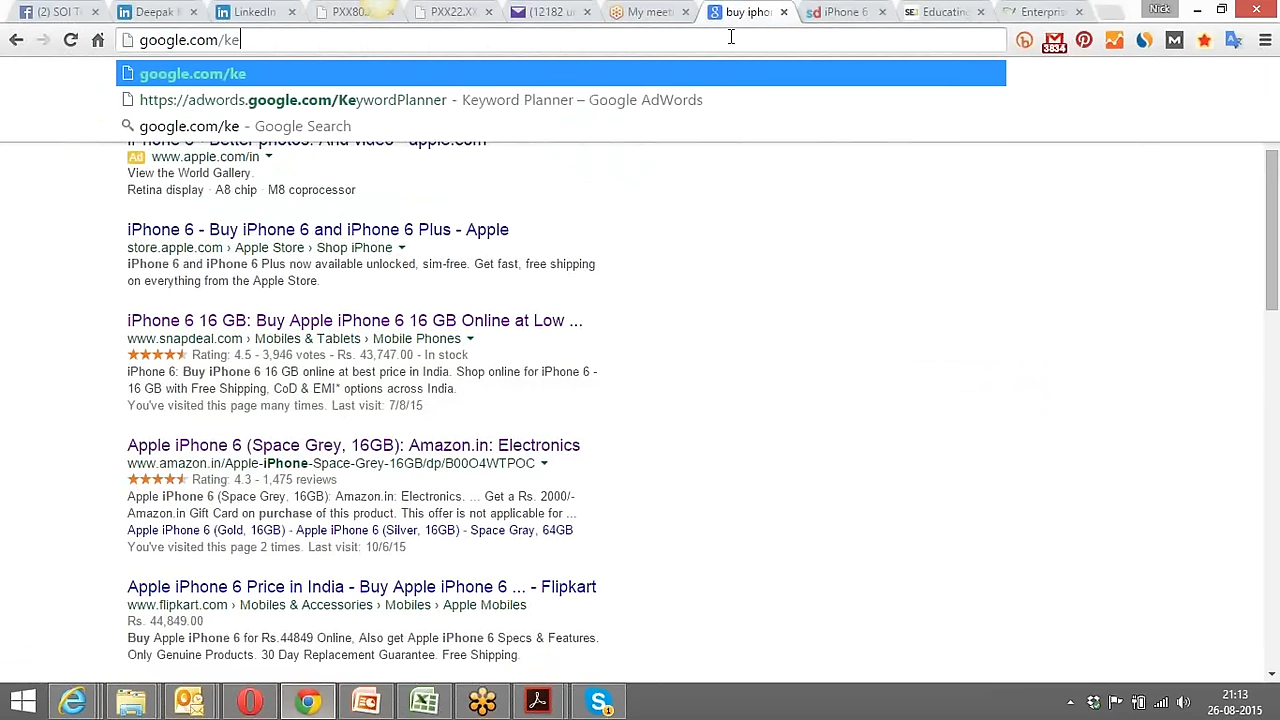 (2) SOI T
Deepak
LinkedIn
PXX80
PXX22.X
(12182 u
My meeti
buy ipho
iPhone 6
Educating
Enterpris
Nick
google.com/ke
3834
google.com/ke
https://adwords.google.com/KeywordPlanner - Keyword Planner – Google AdWords
google.com/ke - Google Search
iPhone 6 - Better photos. And video - apple.com
Ad www.apple.com/in
View the World Gallery.
Retina display · A8 chip · M8 coprocessor
iPhone 6 - Buy iPhone 6 and iPhone 6 Plus - Apple
store.apple.com › Apple Store › Shop iPhone
iPhone 6 and iPhone 6 Plus now available unlocked, sim-free. Get fast, free shipping
on everything from the Apple Store.
iPhone 6 16 GB: Buy Apple iPhone 6 16 GB Online at Low ...
www.snapdeal.com › Mobiles & Tablets › Mobile Phones
Rating: 4.5 - 3,946 votes - Rs. 43,747.00 - In stock
iPhone 6: Buy iPhone 6 16 GB online at best price in India. Shop online for iPhone 6 -
16 GB with Free Shipping, CoD & EMI* options across India.
You've visited this page many times. Last visit: 7/8/15
Apple iPhone 6 (Space Grey, 16GB): Amazon.in: Electronics
www.amazon.in/Apple-iPhone-Space-Grey-16GB/dp/B00O4WTPOC
Rating: 4.3 - 1,475 reviews
Apple iPhone 6 (Space Grey, 16GB): Amazon.in: Electronics. ... Get a Rs. 2000/-
Amazon.in Gift Card on purchase of this product. This offer is not applicable for ...
Apple iPhone 6 (Gold, 16GB) - Apple iPhone 6 (Silver, 16GB) - Space Gray, 64GB
You've visited this page 2 times. Last visit: 10/6/15
Apple iPhone 6 Price in India - Buy Apple iPhone 6 ... - Flipkart
www.flipkart.com › Mobiles & Accessories › Mobiles › Apple Mobiles
Rs. 44,849.00
Buy Apple iPhone 6 for Rs.44849 Online, Also get Apple iPhone 6 Specs & Features.
Only Genuine Products. 30 Day Replacement Guarantee. Free Shipping.
21:13
26-08-2015